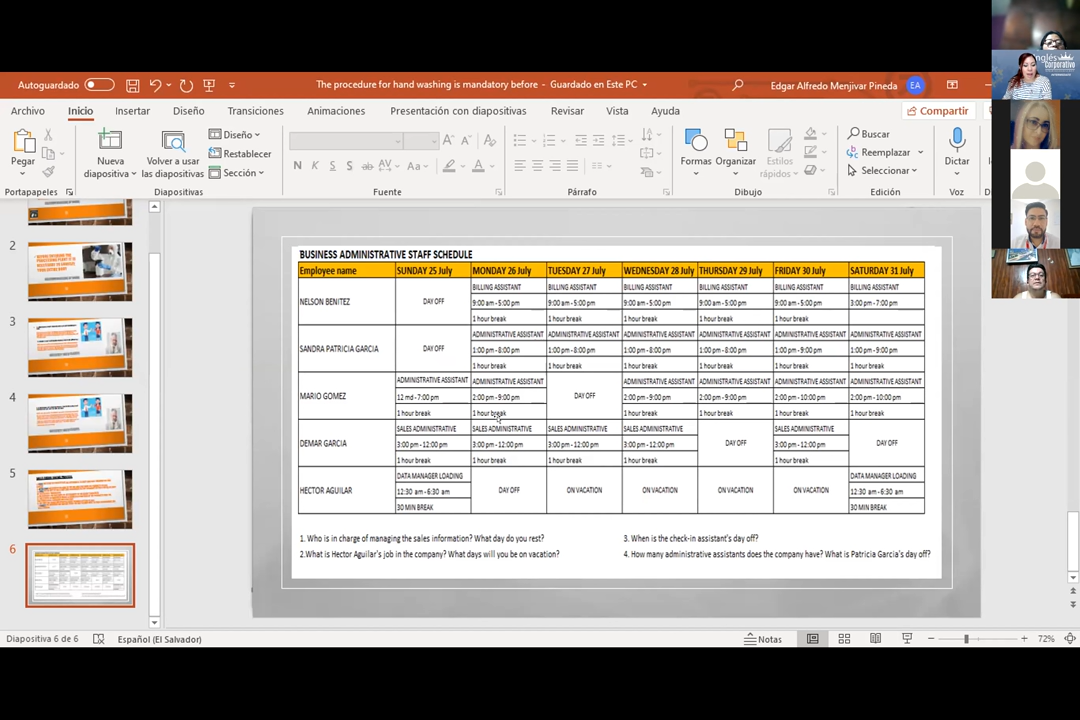 Autoguardado
The procedure for hand washing is mandatory before - Guardado en Este PC
Edgar Alfredo Menjivar Pineda EA
Archivo Inicio Insertar Diseño Transiciones Animaciones Presentación con diapositivas Revisar Vista Ayuda Compartir
Pegar
Nueva diapositiva
Volver a usar las diapositivas
Diseño
Restablecer
Sección
N K S S ab AV Aa A
Formas
Organizar
Estilos rápidos
Buscar
Reemplazar
Seleccionar
Dictar
Portapapeles Diapositivas Fuente Párrafo Dibujo Edición Voz
2
3
4
5
6
BUSINESS ADMINISTRATIVE STAFF SCHEDULE
Employee name SUNDAY 25 July MONDAY 26 July TUESDAY 27 July WEDNESDAY 28 July THURSDAY 29 July FRIDAY 30 July SATURDAY 31 July
BILLING ASSISTANT BILLING ASSISTANT BILLING ASSISTANT BILLING ASSISTANT BILLING ASSISTANT BILLING ASSISTANT
NELSON BENITEZ DAY OFF 9:00 am - 5:00 pm 9:00 am - 5:00 pm 9:00 am - 5:00 pm 9:00 am - 5:00 pm 9:00 am - 5:00 pm 3:00 pm - 7:00 pm
1 hour break 1 hour break 1 hour break 1 hour break 1 hour break
ADMINISTRATIVE ASSISTANT ADMINISTRATIVE ASSISTANT ADMINISTRATIVE ASSISTANT ADMINISTRATIVE ASSISTANT ADMINISTRATIVE ASSISTANT ADMINISTRATIVE ASSISTANT
SANDRA PATRICIA GARCIA DAY OFF 1:00 pm - 8:00 pm 1:00 pm - 8:00 pm 1:00 pm - 8:00 pm 1:00 pm - 8:00 pm 1:00 pm - 9:00 pm 1:00 pm - 9:00 pm
1 hour break 1 hour break 1 hour break 1 hour break 1 hour break 1 hour break
ADMINISTRATIVE ASSISTANT ADMINISTRATIVE ASSISTANT ADMINISTRATIVE ASSISTANT ADMINISTRATIVE ASSISTANT ADMINISTRATIVE ASSISTANT ADMINISTRATIVE ASSISTANT
MARIO GOMEZ 12 md - 7:00 pm 2:00 pm - 9:00 pm DAY OFF 2:00 pm - 9:00 pm 2:00 pm - 9:00 pm 2:00 pm - 10:00 pm 2:00 pm - 10:00 pm
1 hour break 1 hour break 1 hour break 1 hour break 1 hour break 1 hour break
SALES ADMINISTRATIVE SALES ADMINISTRATIVE SALES ADMINISTRATIVE SALES ADMINISTRATIVE SALES ADMINISTRATIVE
DEMAR GARCIA 3:00 pm - 12:00 pm 3:00 pm - 12:00 pm 3:00 pm - 12:00 pm 3:00 pm - 12:00 pm DAY OFF 3:00 pm - 12:00 pm DAY OFF
1 hour break 1 hour break 1 hour break 1 hour break 1 hour break
DATA MANAGER LOADING DATA MANAGER LOADING
HECTOR AGUILAR 12:30 am - 6:30 am DAY OFF ON VACATION ON VACATION ON VACATION ON VACATION 12:30 am - 6:30 am
30 MIN BREAK 30 MIN BREAK
1. Who is in charge of managing the sales information? What day do you rest?
2.What is Hector Aguilar's job in the company? What days will you be on vacation?
3. When is the check-in assistant's day off?
4. How many administrative assistants does the company have? What is Patricia Garcia's day off?
Diapositiva 6 de 6 Español (El Salvador) Notas 72%